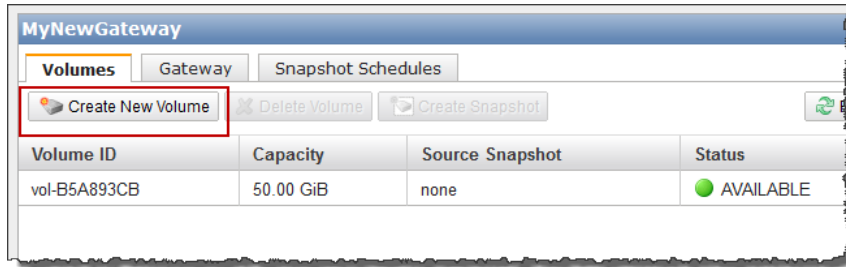 MyNewGateway
Volumes Gateway Snapshot Schedules
Create New Volume Delete Volume Create Snapshot
Volume ID Capacity Source Snapshot Status
vol-B5A893CB 50.00 GiB none AVAILABLE